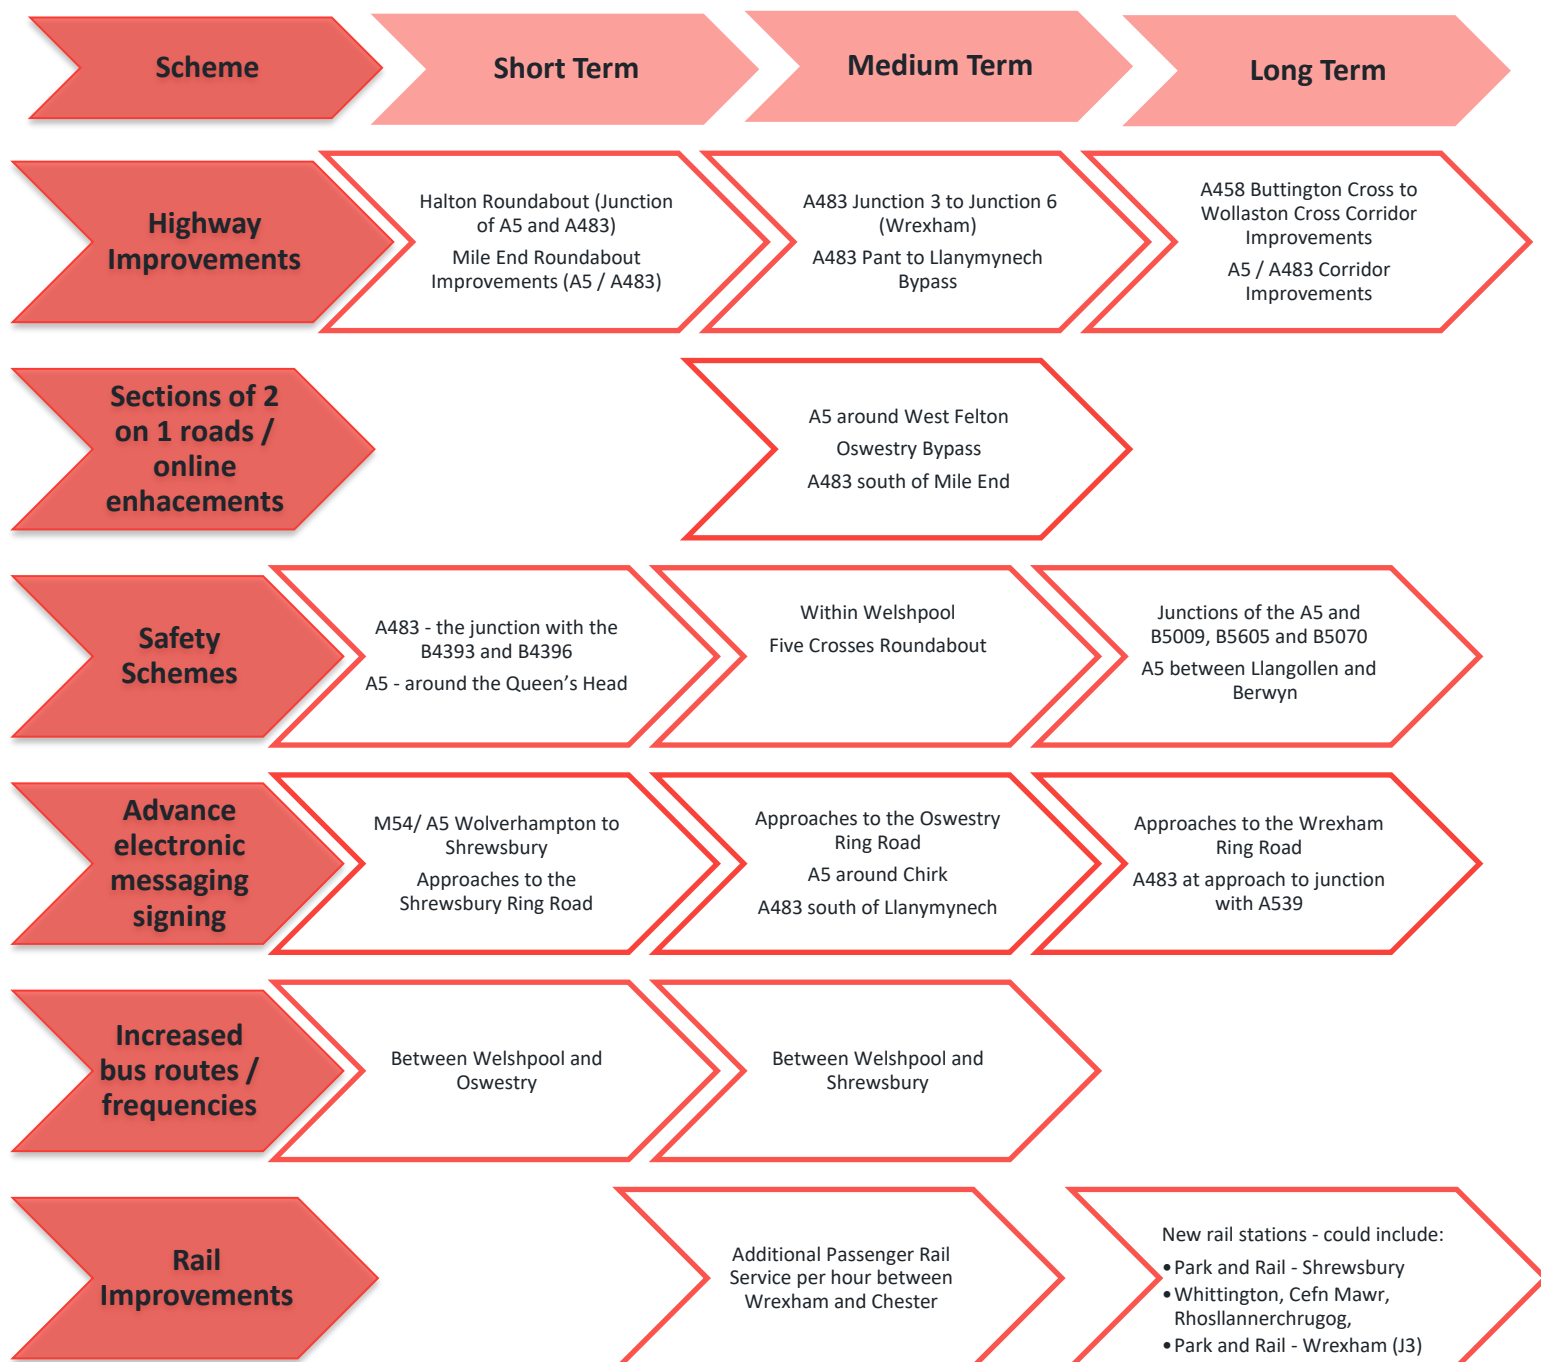 Scheme
Short Term
Medium Term
Long Term
Highway
Improvements
Halton Roundabout (Junction
of A5 and A483)
Mile End Roundabout
Improvements (A5 / A483)
A483 Junction 3 to Junction 6
(Wrexham)
A483 Pant to Llanymynech
Bypass
A458 Buttington Cross to
Wollaston Cross Corridor
Improvements
A5 / A483 Corridor
Improvements
Sections of 2
on 1 roads /
online
enhacements
A5 around West Felton
Oswestry Bypass
A483 south of Mile End
Safety
Schemes
A483 - the junction with the
B4393 and B4396
A5 - around the Queen's Head
Within Welshpool
Five Crosses Roundabout
Junctions of the A5 and
B5009, B5605 and B5070
A5 between Llangollen and
Berwyn
Advance
electronic
messaging
signing
M54/ A5 Wolverhampton to
Shrewsbury
Approaches to the
Shrewsbury Ring Road
Approaches to the Oswestry
Ring Road
A5 around Chirk
A483 south of Llanymynech
Approaches to the Wrexham
Ring Road
A483 at approach to junction
with A539
Increased
bus routes /
frequencies
Between Welshpool and
Oswestry
Between Welshpool and
Shrewsbury
Rail
Improvements
Additional Passenger Rail
Service per hour between
Wrexham and Chester
New rail stations - could include:
•Park and Rail - Shrewsbury
•Whittington, Cefn Mawr,
Rhosllannerchrugog,
•Park and Rail - Wrexham (J3)